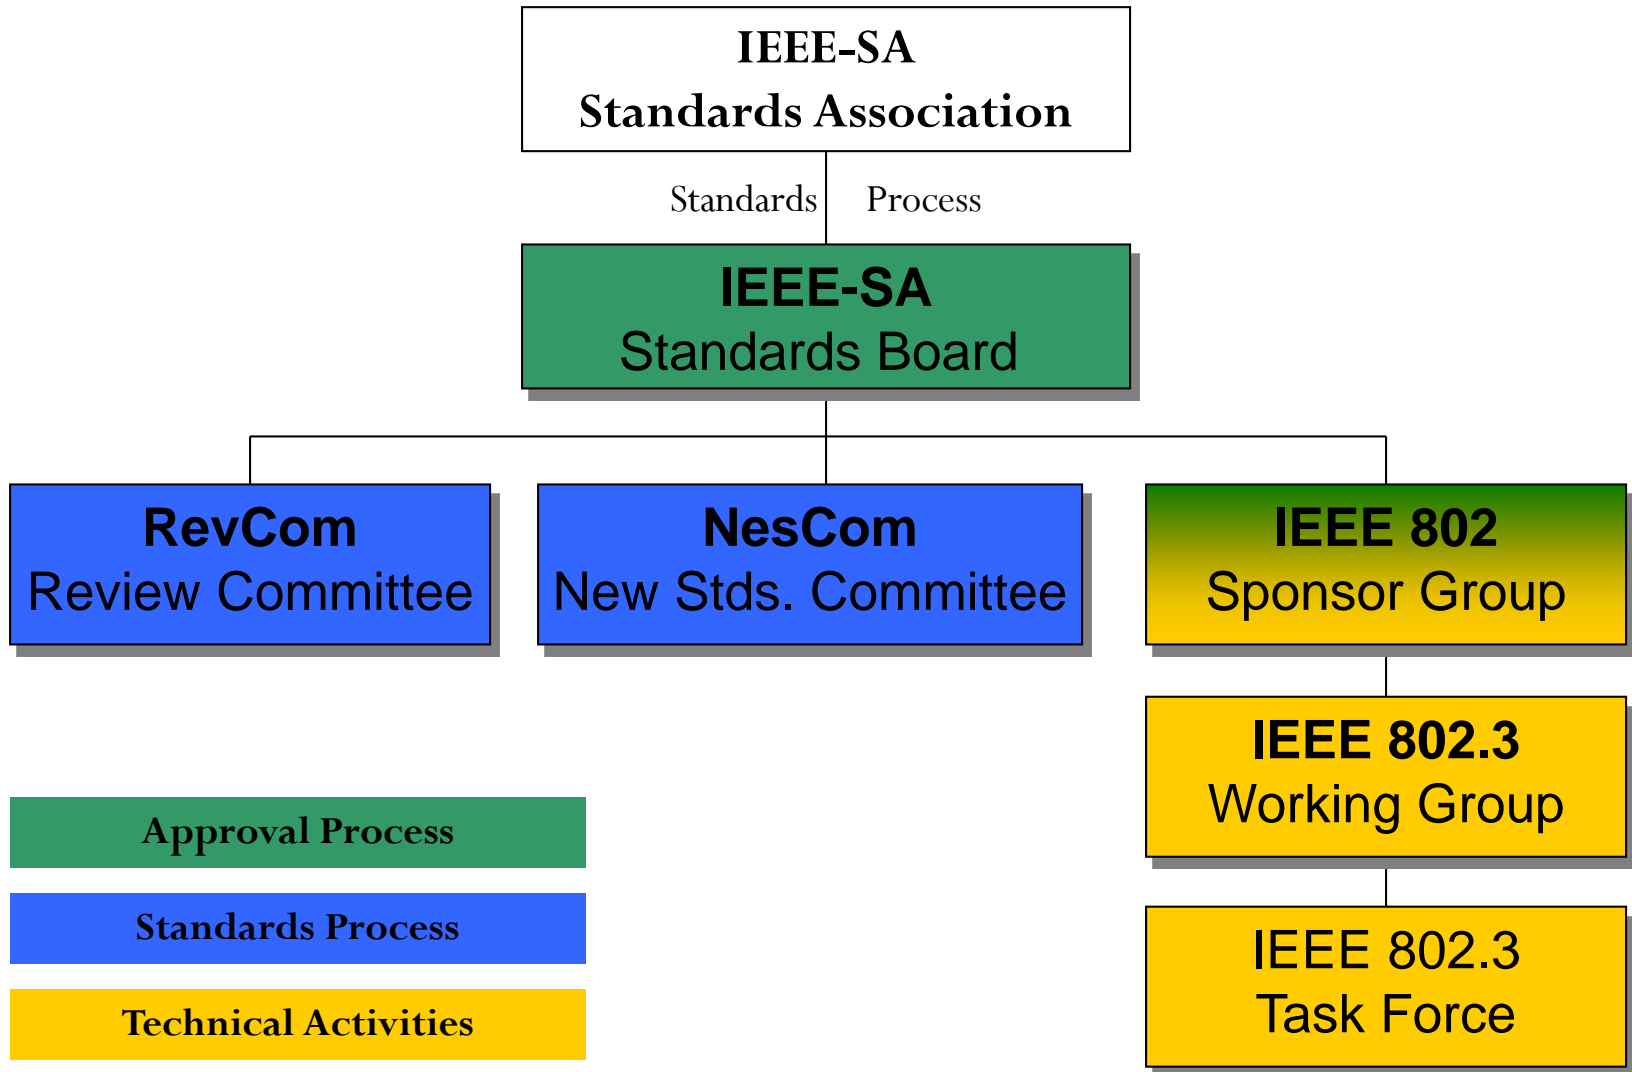 IEEE-SA
Standards Association
Standards Process
IEEE-SA
Standards Board
RevCom
Review Committee
NesCom
New Stds. Committee
IEEE 802
Sponsor Group
IEEE 802.3
Working Group
IEEE 802.3
Task Force
Approval Process
Standards Process
Technical Activities